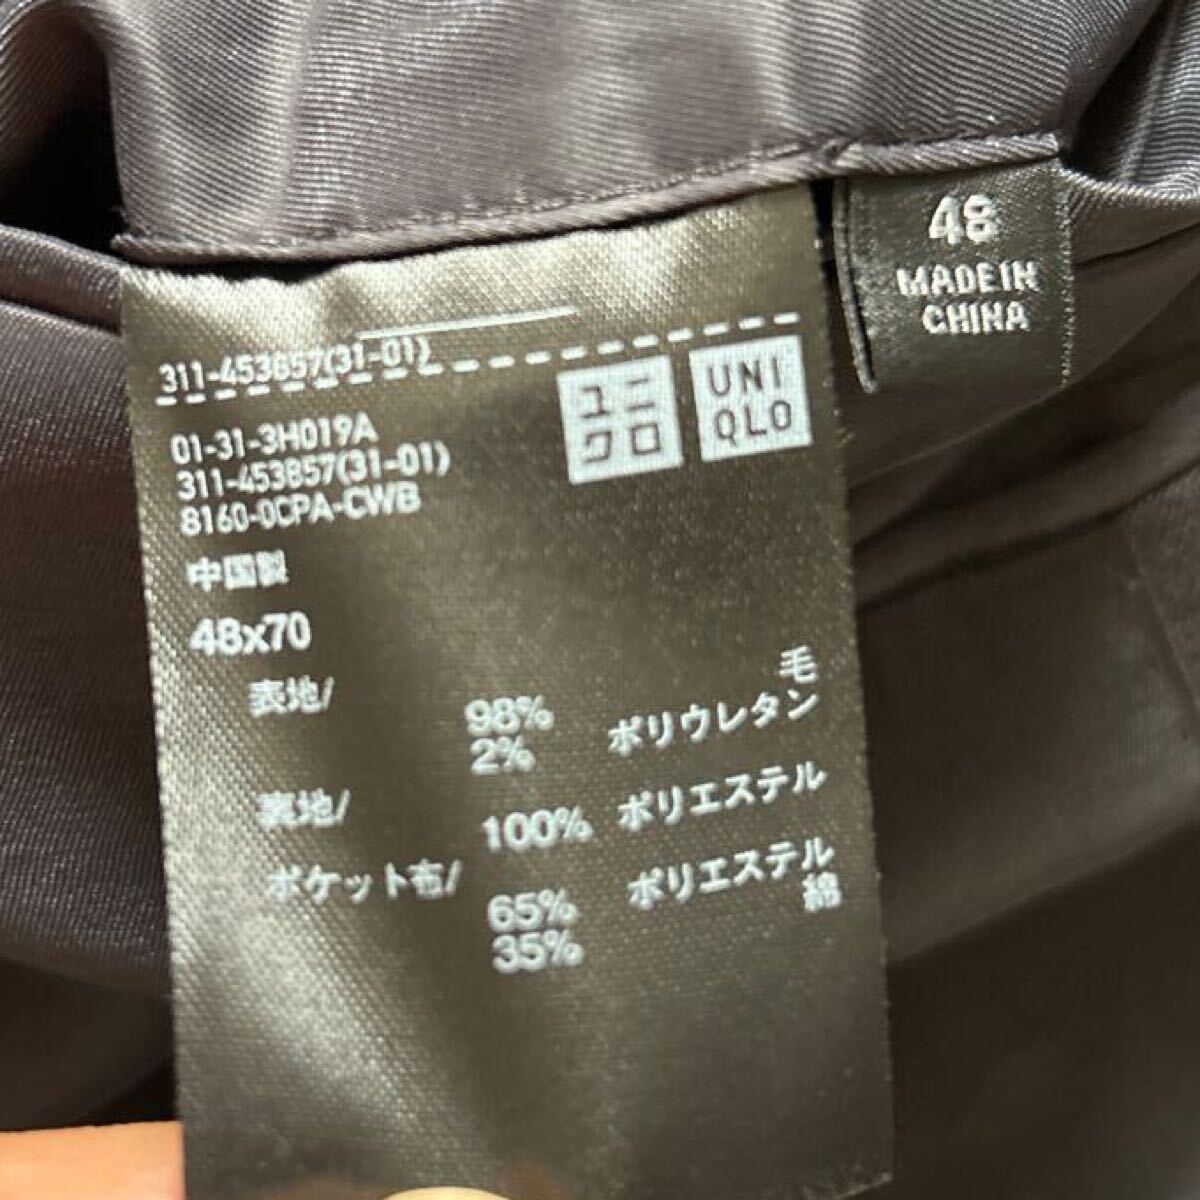 48
MADE IN
CHINA
311-453857(31-01)
ユニ
クロ
UNI
QLO
01-31-3H019A
311-453857(31-01)
8160-0CPA-CWB
中国製
48x70
表地/
98% 毛
2% ポリウレタン
裏地/
100% ポリエステル
ポケット布/
65% ポリエステル
35% 綿